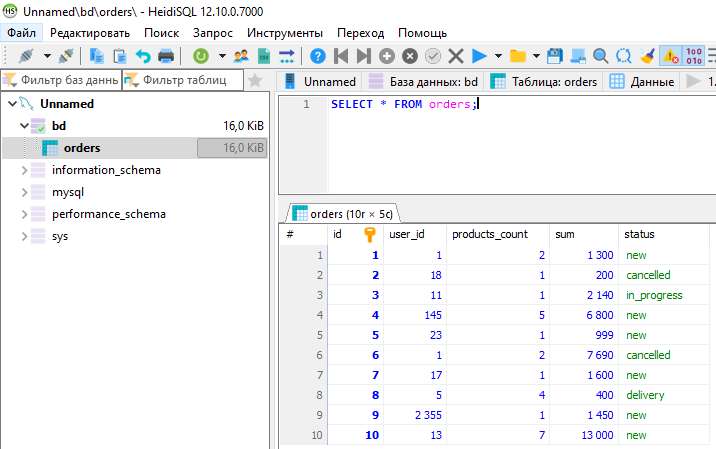 HS Unnamed\bd\orders\ - HeidiSQL 12.10.0.7000
Файл Редактировать Поиск Запрос Инструменты Переход Помощь
Фильтр баз данных Фильтр таблиц Unnamed База данных: bd Таблица: orders Данные 1.
Unnamed
bd 16,0 KiB
orders 16,0 KiB
information_schema
mysql
performance_schema
sys
1 SELECT * FROM orders;
orders (10r × 5c)
# id user_id products_count sum status
1 1 1 2 1 300 new
2 2 18 1 200 cancelled
3 3 11 1 2 140 in_progress
4 4 145 5 6 800 new
5 5 23 1 999 new
6 6 1 2 7 690 cancelled
7 7 17 1 1 600 new
8 8 5 4 400 delivery
9 9 2 355 1 1 450 new
10 10 13 7 13 000 new